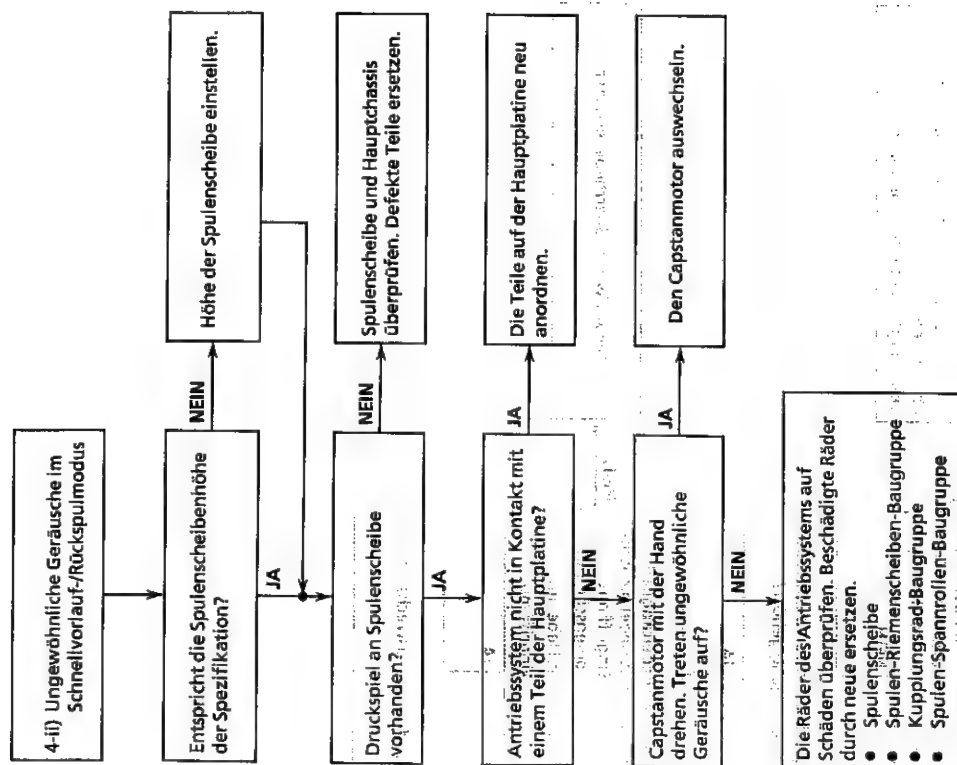 4-ii) Ungewöhnliche Geräusche im
Schnellvorlauf-/Rückspulmodus
Entspricht die Spulenscheibenhöhe
der Spezifikation?
NEIN
Höhe der Spulenscheibe einstellen.
JA
Druckspiel an Spulenscheibe
vorhanden?
NEIN
Spulenscheibe und Hauptchassis
überprüfen. Defekte Teile ersetzen.
JA
Antriebssystem nicht in Kontakt mit
einem Teil der Hauptplatine?
JA
Die Teile auf der Hauptplatine neu
anordnen.
NEIN
Capstanmotor mit der Hand
drehen. Treten ungewöhnliche
Geräusche auf?
JA
Den Capstanmotor auswechseln.
NEIN
Die Räder des Antriebssystems auf
Schäden überprüfen. Beschädigte Räder
durch neue ersetzen.
● Spulenscheibe
● Spulen-Riemenscheiben-Baugruppe
● Kupplungsrad-Baugruppe
● Spulen-Spannrollen-Baugruppe